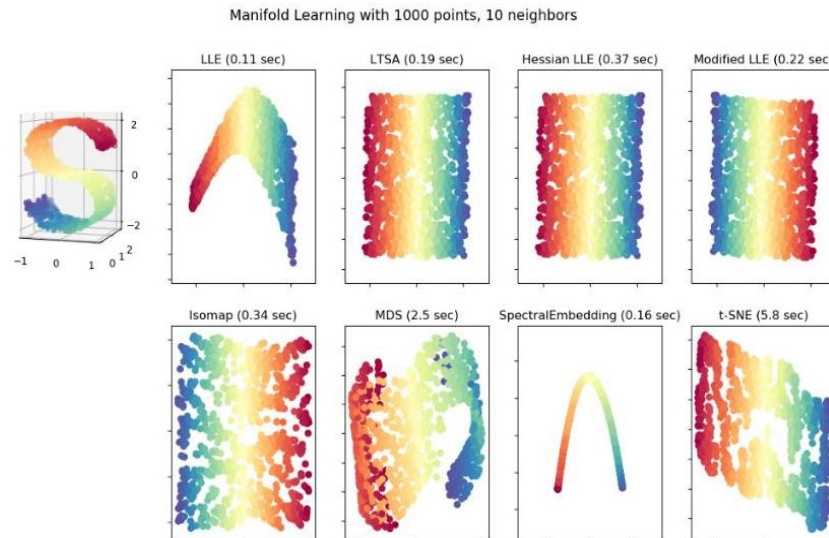 Manifold Learning with 1000 points, 10 neighbors
LLE (0.11 sec)
LTSA (0.19 sec)
Hessian LLE (0.37 sec)
Modified LLE (0.22 sec)
2
0
−2
−1
0
1
0
1
2
Isomap (0.34 sec)
MDS (2.5 sec)
SpectralEmbedding (0.16 sec)
t-SNE (5.8 sec)